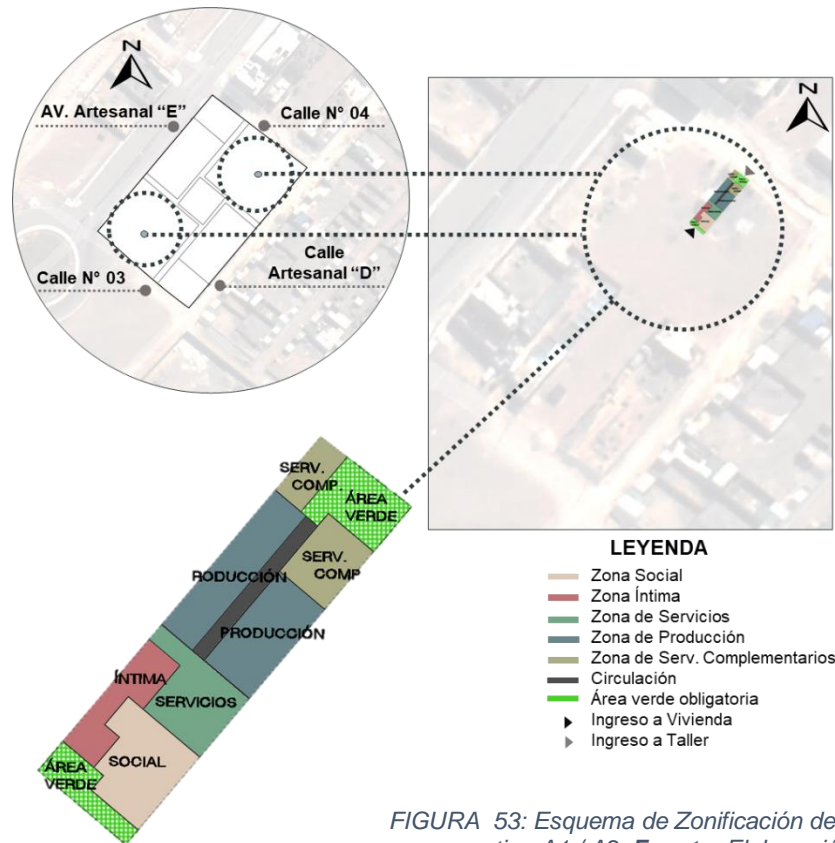 N
AV. Artesanal “E”
Calle N° 04
Calle N° 03
Calle
Artesanal “D”
N
SERV.
COMP.
ÁREA
VERDE
SERV.
COMP
RODUCCIÓN
PRODUCCIÓN
ÍNTIMA
SERVICIOS
SOCIAL
ÁREA
VERDE
LEYENDA
Zona Social
Zona Íntima
Zona de Servicios
Zona de Producción
Zona de Serv. Complementarios
Circulación
Área verde obligatoria
Ingreso a Vivienda
Ingreso a Taller
FIGURA 53: Esquema de Zonificación de